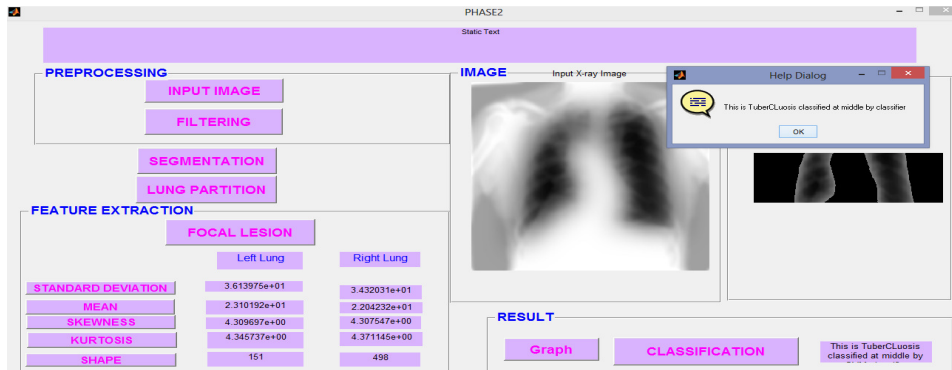 PHASE2
Static Text
PREPROCESSING
INPUT IMAGE
FILTERING
SEGMENTATION
LUNG PARTITION
FEATURE EXTRACTION
FOCAL LESION
Left Lung
Right Lung
STANDARD DEVIATION
3.613975e+01
3.432031e+01
MEAN
2.310192e+01
2.204232e+01
SKEWNESS
4.309697e+00
4.307547e+00
KURTOSIS
4.345737e+00
4.371145e+00
SHAPE
151
498
IMAGE
Input X-ray Image
Help Dialog
This is TuberCLuosis classified at middle by classifier
OK
RESULT
Graph
CLASSIFICATION
This is TuberCLuosis
classified at middle by